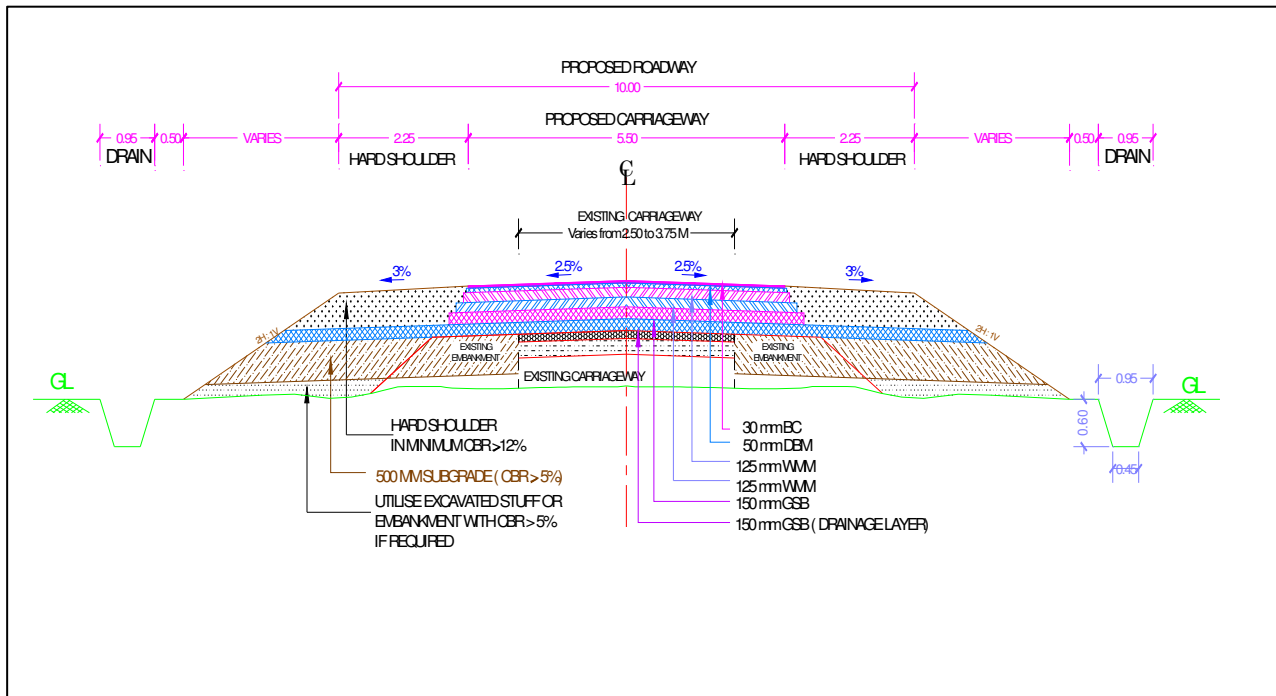 PROPOSED ROADWAY
10.00
PROPOSED CARRIAGEWAY
0.95 0.50 VARIES 2.25 5.50 2.25 VARIES 0.50 0.95
DRAIN HARD SHOULDER HARD SHOULDER DRAIN
CL
EXISTING CARRIAGEWAY
Varies from 2.50 to 3.75 M
3% 2.5% 2.5% 3%
2H: 1V 2H: 1V
EXISTING EXISTING
EMBANKMENT EMBANKMENT
EXISTING CARRIAGEWAY
GL GL
0.95
0.60
0.45
HARD SHOULDER
IN MINIMUM CBR >12%
500 MM SUBGRADE ( CBR > 5%)
UTILISE EXCAVATED STUFF OR
EMBANKMENT WITH CBR > 5%
IF REQUIRED
30 mm BC
50 mm DBM
125 mm WMM
125 mm WMM
150 mm GSB
150 mm GSB ( DRAINAGE LAYER)